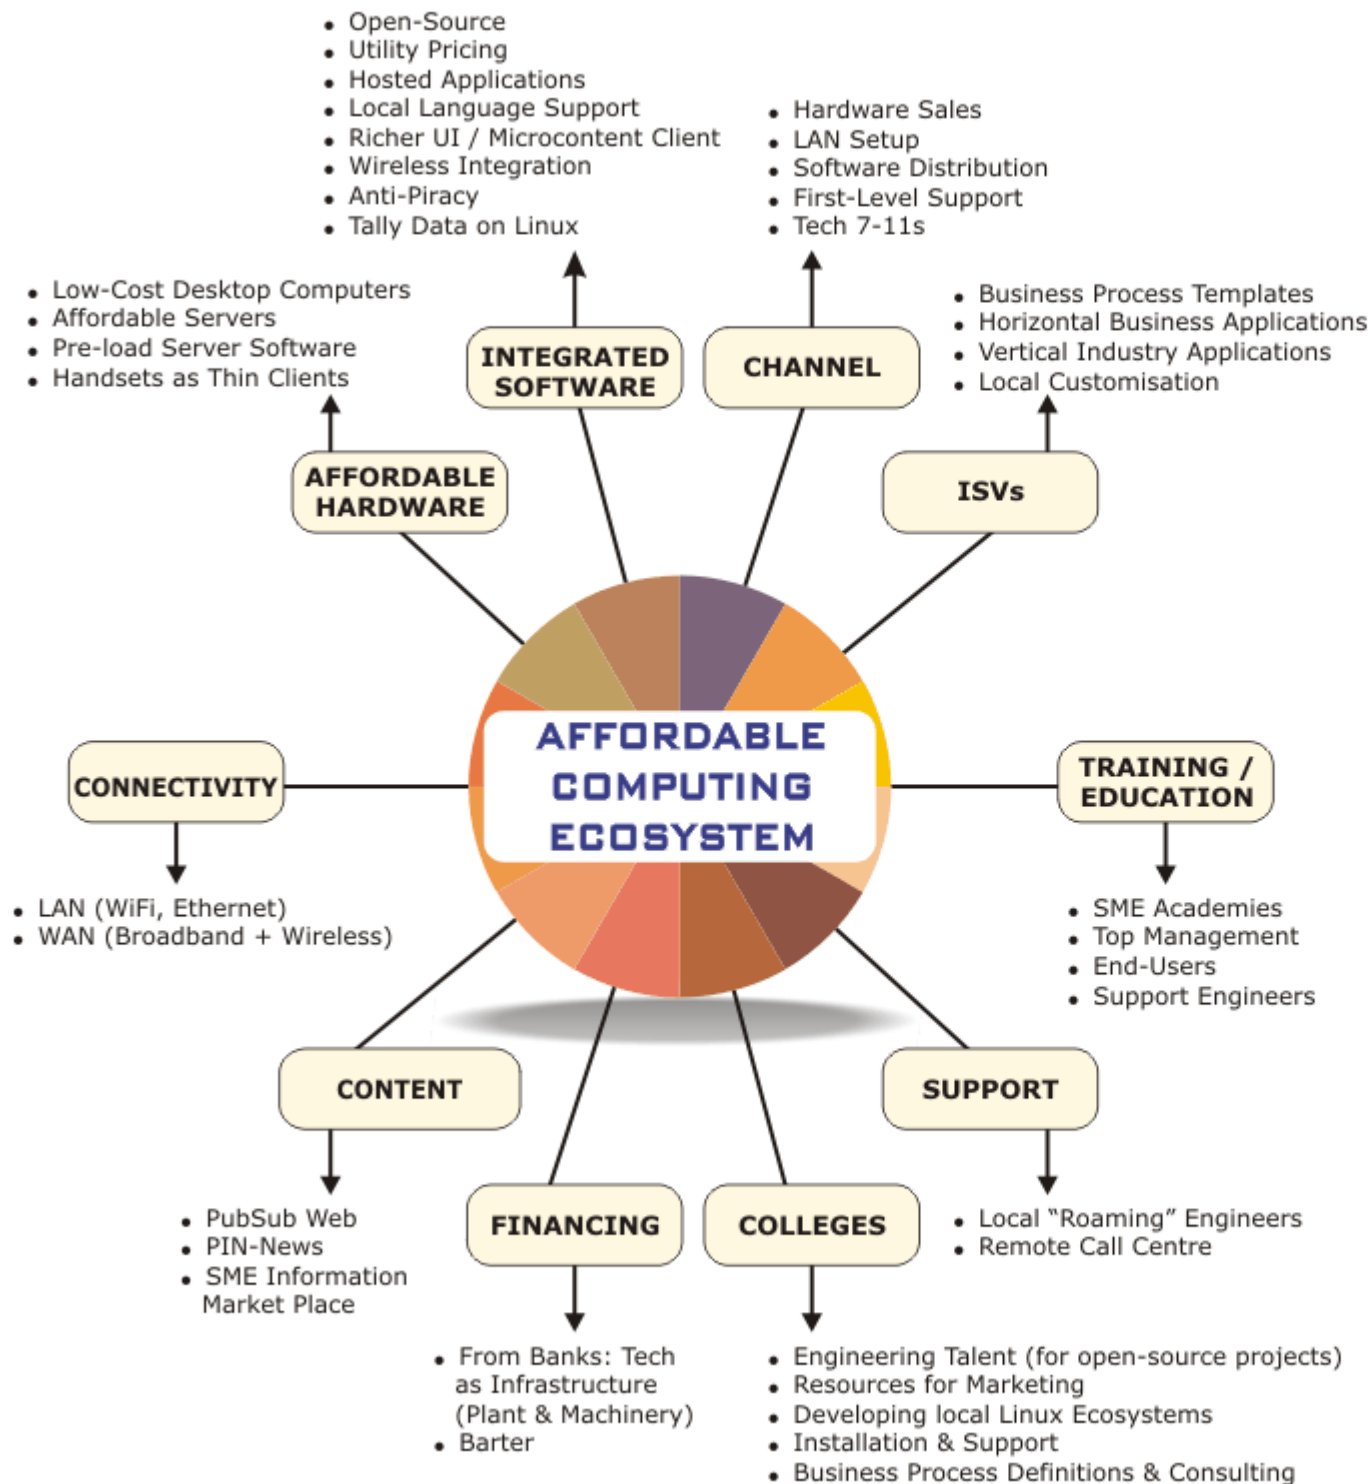 • Open-Source
• Utility Pricing
• Hosted Applications
• Local Language Support
• Richer UI / Microcontent Client
• Wireless Integration
• Anti-Piracy
• Tally Data on Linux
• Hardware Sales
• LAN Setup
• Software Distribution
• First-Level Support
• Tech 7-11s
• Low-Cost Desktop Computers
• Affordable Servers
• Pre-load Server Software
• Handsets as Thin Clients
• Business Process Templates
• Horizontal Business Applications
• Vertical Industry Applications
• Local Customisation
INTEGRATED
SOFTWARE
CHANNEL
AFFORDABLE
HARDWARE
ISVs
AFFORDABLE
COMPUTING
ECOSYSTEM
CONNECTIVITY
TRAINING /
EDUCATION
• LAN (WiFi, Ethernet)
• WAN (Broadband + Wireless)
• SME Academies
• Top Management
• End-Users
• Support Engineers
CONTENT
SUPPORT
• PubSub Web
• PIN-News
• SME Information
Market Place
FINANCING
COLLEGES
• Local “Roaming” Engineers
• Remote Call Centre
• From Banks: Tech
as Infrastructure
(Plant & Machinery)
• Barter
• Engineering Talent (for open-source projects)
• Resources for Marketing
• Developing local Linux Ecosystems
• Installation & Support
• Business Process Definitions & Consulting